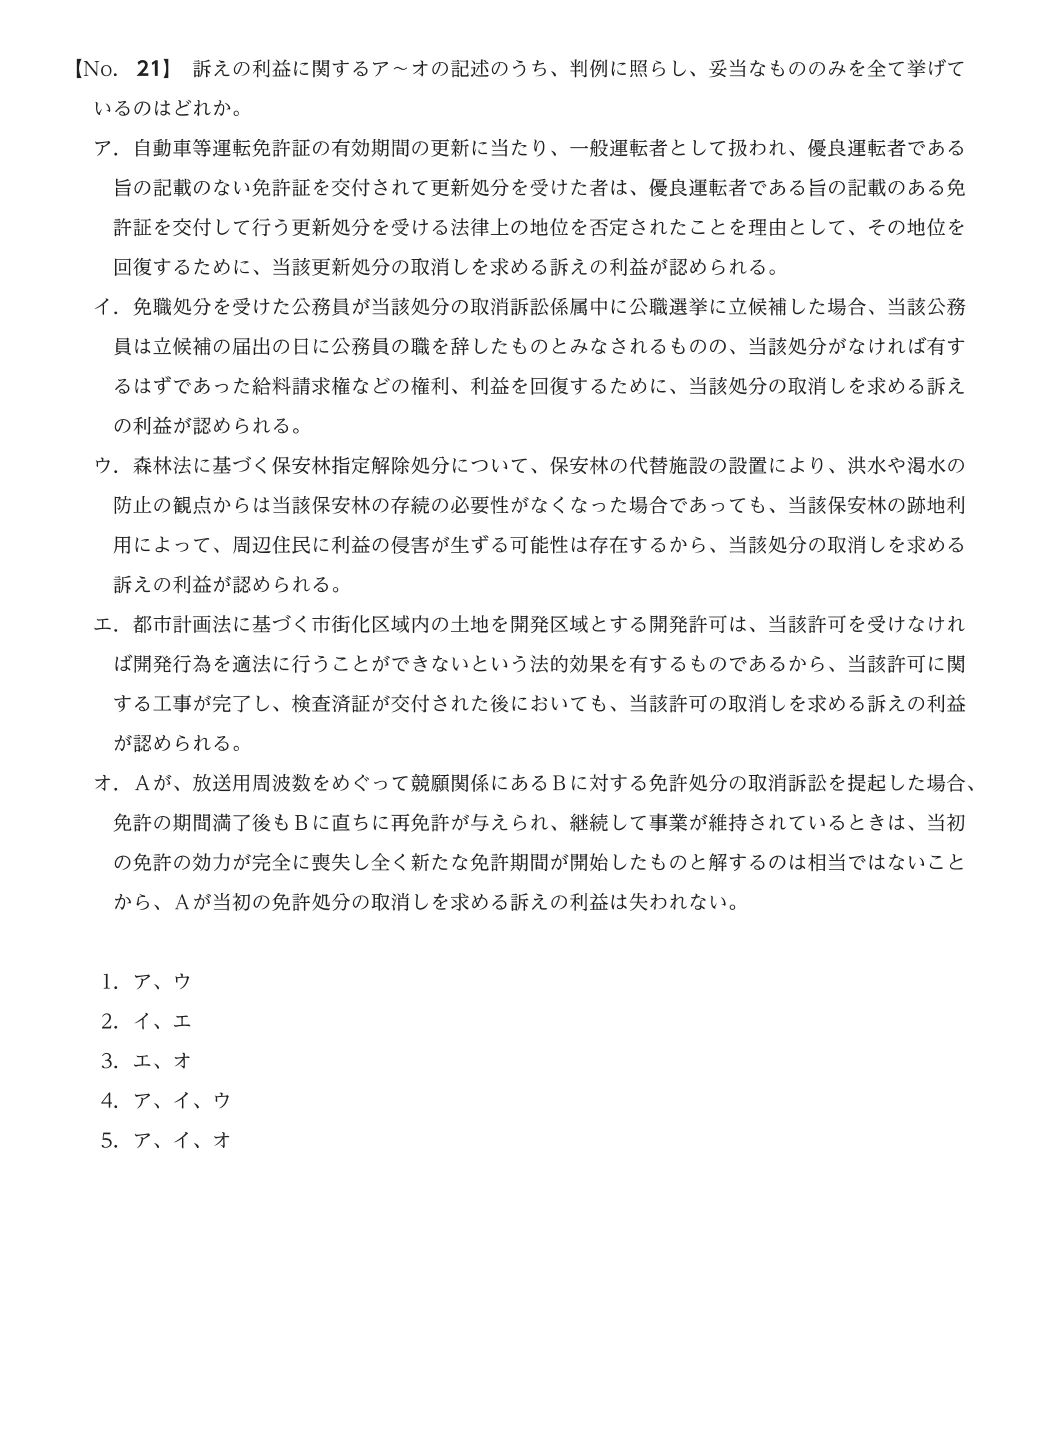 【No. 21】 訴えの利益に関するア～オの記述のうち、判例に照らし、妥当なもののみを全て挙げて
いるのはどれか。
ア．自動車等運転免許証の有効期間の更新に当たり、一般運転者として扱われ、優良運転者である
旨の記載のない免許証を交付されて更新処分を受けた者は、優良運転者である旨の記載のある免
許証を交付して行う更新処分を受ける法律上の地位を否定されたことを理由として、その地位を
回復するために、当該更新処分の取消しを求める訴えの利益が認められる。
イ．免職処分を受けた公務員が当該処分の取消訴訟係属中に公職選挙に立候補した場合、当該公務
員は立候補の届出の日に公務員の職を辞したものとみなされるものの、当該処分がなければ有す
るはずであった給料請求権などの権利、利益を回復するために、当該処分の取消しを求める訴え
の利益が認められる。
ウ．森林法に基づく保安林指定解除処分について、保安林の代替施設の設置により、洪水や渇水の
防止の観点からは当該保安林の存続の必要性がなくなった場合であっても、当該保安林の跡地利
用によって、周辺住民に利益の侵害が生ずる可能性は存在するから、当該処分の取消しを求める
訴えの利益が認められる。
エ．都市計画法に基づく市街化区域内の土地を開発区域とする開発許可は、当該許可を受けなけれ
ば開発行為を適法に行うことができないという法的効果を有するものであるから、当該許可に関
する工事が完了し、検査済証が交付された後においても、当該許可の取消しを求める訴えの利益
が認められる。
オ．Ａが、放送用周波数をめぐって競願関係にあるＢに対する免許処分の取消訴訟を提起した場合、
免許の期間満了後もＢに直ちに再免許が与えられ、継続して事業が維持されているときは、当初
の免許の効力が完全に喪失し全く新たな免許期間が開始したものと解するのは相当ではないこと
から、Ａが当初の免許処分の取消しを求める訴えの利益は失われない。
1．ア、ウ
2．イ、エ
3．エ、オ
4．ア、イ、ウ
5．ア、イ、オ